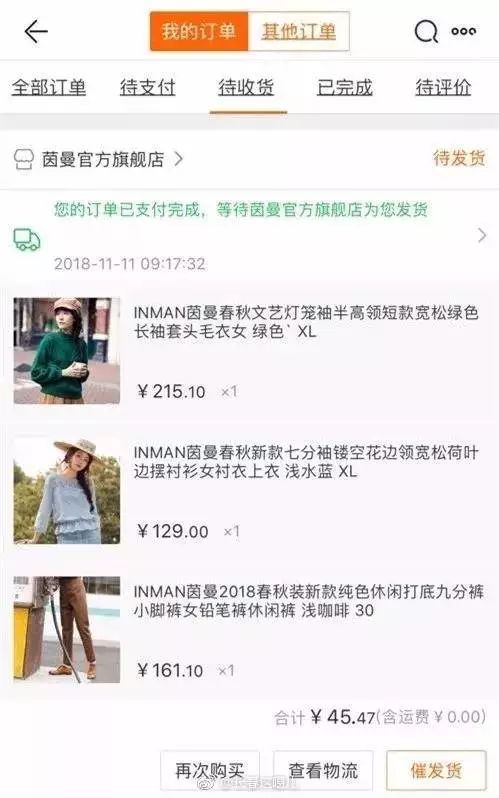 我的订单 其他订单
全部订单 待支付 待收货 已完成 待评价
茵曼官方旗舰店 待发货
您的订单已支付完成，等待茵曼官方旗舰店为您发货
2018-11-11 09:17:32
INMAN茵曼春秋文艺灯笼袖半高领短款宽松绿色
长袖套头毛衣女 绿色` XL
¥215.10 ×1
INMAN茵曼春秋新款七分袖镂空花边领宽松荷叶
边摆衬衫女衬衣上衣 浅水蓝 XL
¥129.00 ×1
INMAN茵曼2018春秋装新款纯色休闲打底九分裤
小脚裤女铅笔裤休闲裤 浅咖啡 30
¥161.10 ×1
合计¥45.47(含运费¥0.00)
再次购买 查看物流 催发货